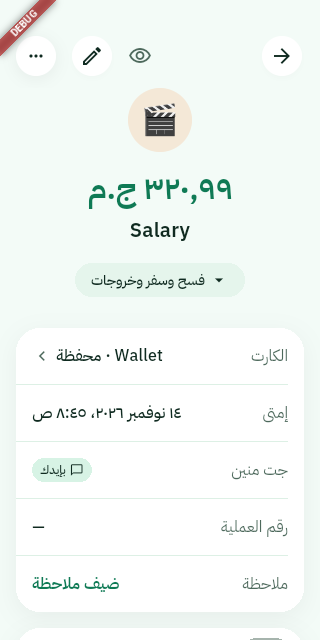 DEBUG
٣٢٠,٩٩ ج.م
Salary
فسح وسفر وخروجات
الكارت
Wallet · محفظة
إمتى
١٤ نوفمبر ٢٠٢٦، ٨:٤٥ ص
جت منين
بإيدك
رقم العملية
—
ملاحظة
ضيف ملاحظة